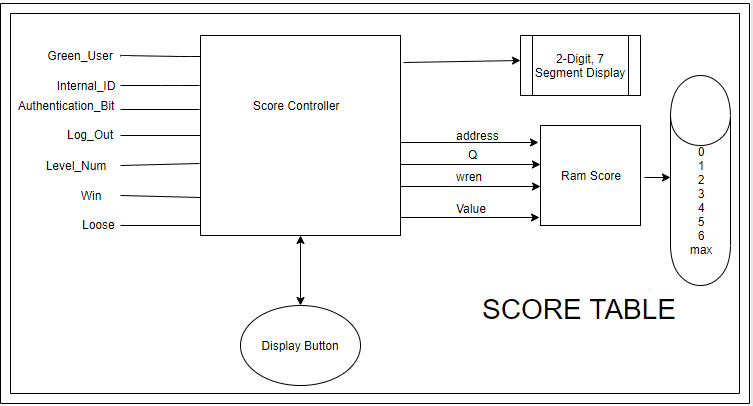 Green_User
Internal_ID
Authentication_Bit
Log_Out
Level_Num
Win
Loose
Score Controller
2-Digit, 7
Segment Display
address
Q
wren
Value
Ram Score
0
1
2
3
4
5
6
max
Display Button
SCORE TABLE